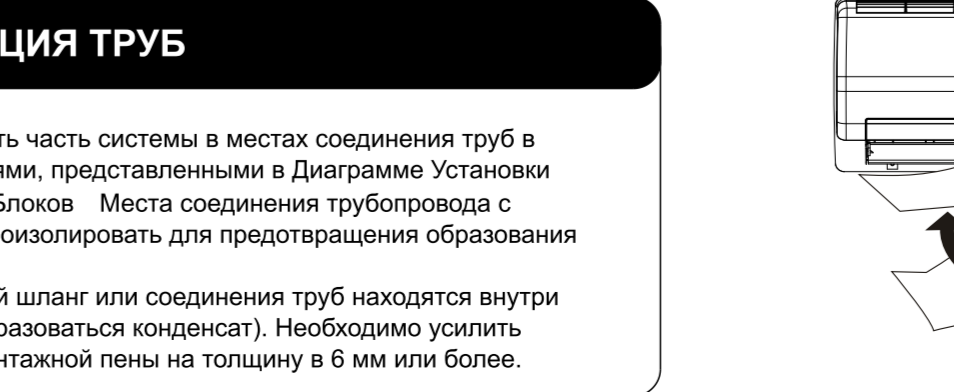 ЦИЯ ТРУБ
ть часть системы в местах соединения труб в
ями, представленными в Диаграмме Установки
Блоков Места соединения трубопровода с
оизолировать для предотвращения образования
й шланг или соединения труб находятся внутри
разоваться конденсат). Необходимо усилить
нтажной пены на толщину в 6 мм или более.